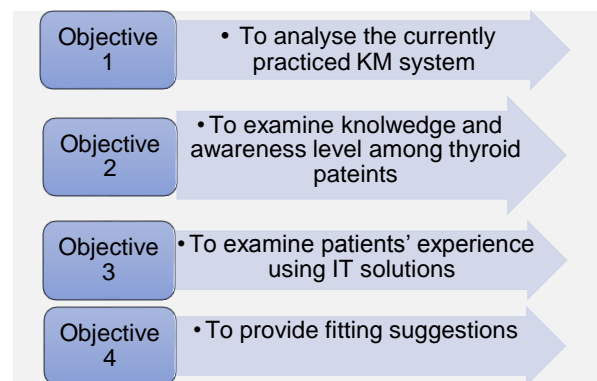 Objective
1
• To analyse the currently
practiced KM system
Objective
2
• To examine knolwedge and
awareness level among thyroid
pateints
Objective
3
• To examine patients’ experience
using IT solutions
Objective
4
• To provide fitting suggestions